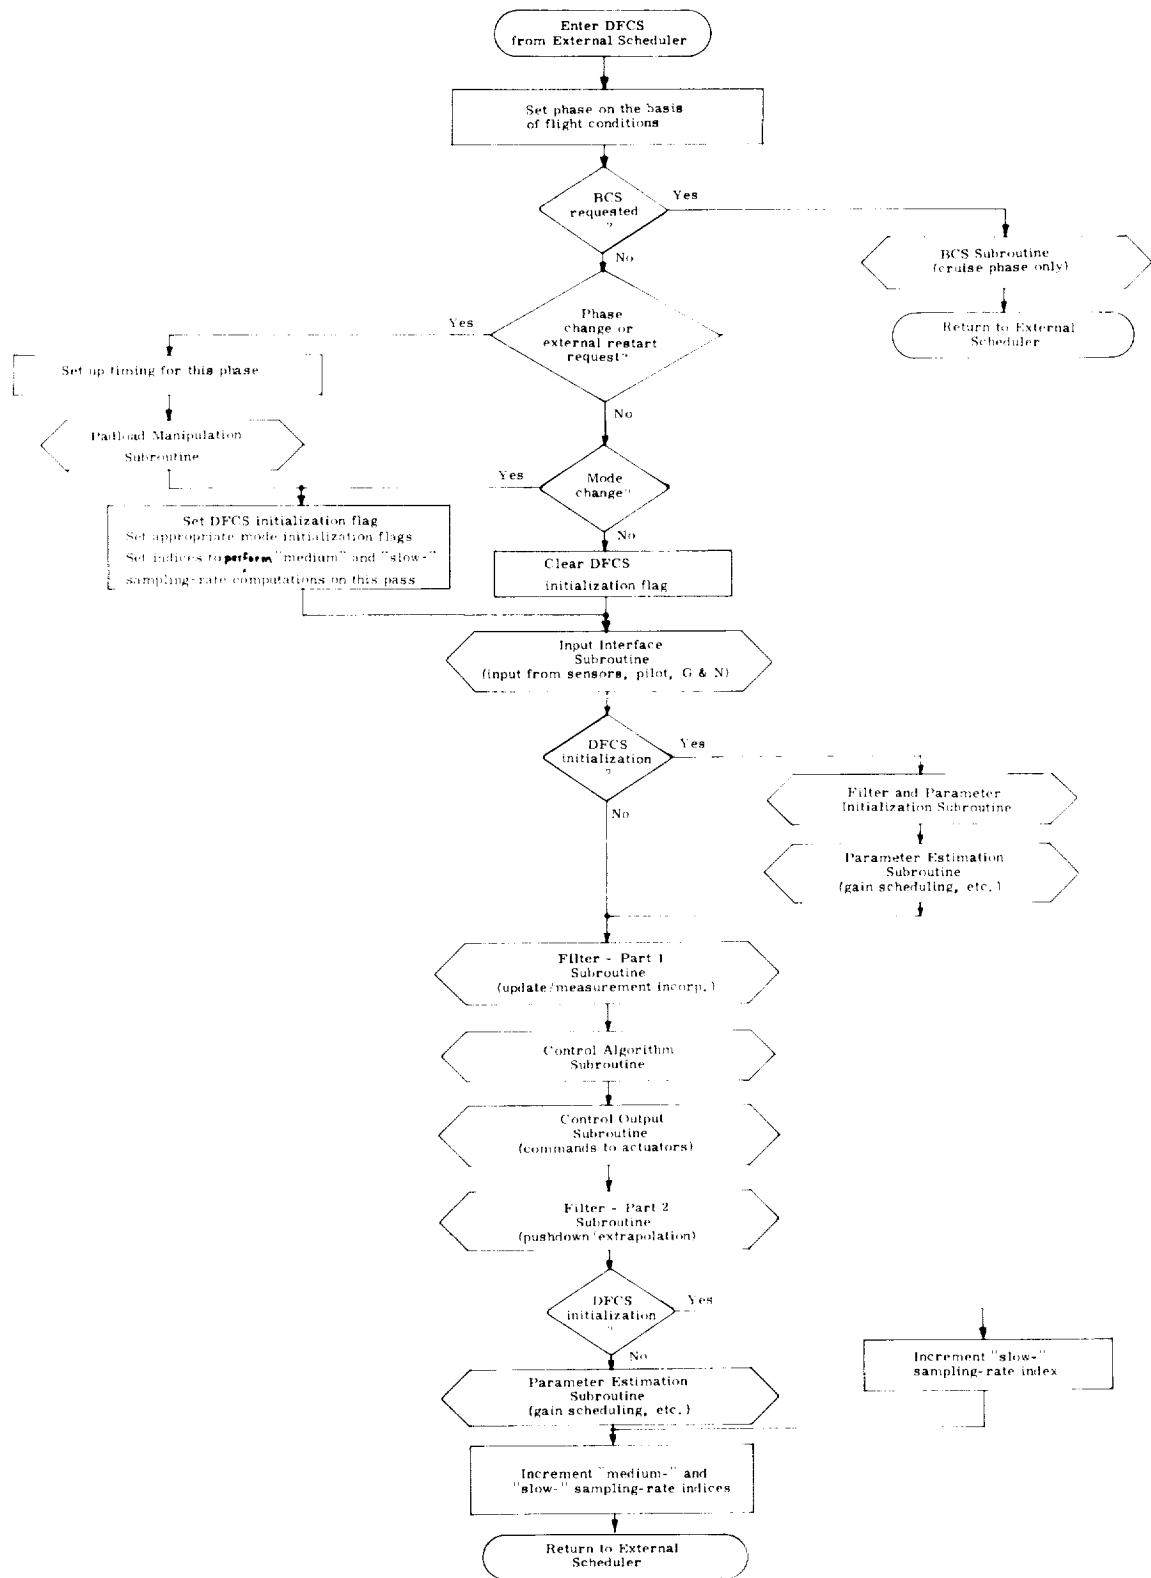 Enter DFCS
from External Scheduler
Set phase on the basis
of flight conditions
BCS
requested
?
Yes
No
BCS Subroutine
(cruise phase only)
Return to External
Scheduler
Phase
change or
external restart
request?
Yes
No
Set up timing for this phase
Padload Manipulation
Subroutine
Mode
change?
Yes
No
Set DFCS initialization flag
Set appropriate mode initialization flags
Set indices to perform "medium" and "slow-"
sampling-rate computations on this pass
Clear DFCS
initialization flag
Input Interface
Subroutine
(input from sensors, pilot, G & N)
DFCS
initialization
?
Yes
No
Filter and Parameter
Initialization Subroutine
Parameter Estimation
Subroutine
(gain scheduling, etc.)
Filter - Part 1
Subroutine
(update/measurement incorp.)
Control Algorithm
Subroutine
Control Output
Subroutine
(commands to actuators)
Filter - Part 2
Subroutine
(pushdown/extrapolation)
DFCS
initialization
?
Yes
No
Increment "slow-"
sampling-rate index
Parameter Estimation
Subroutine
(gain scheduling, etc.)
Increment "medium-" and
"slow-" sampling-rate indices
Return to External
Scheduler